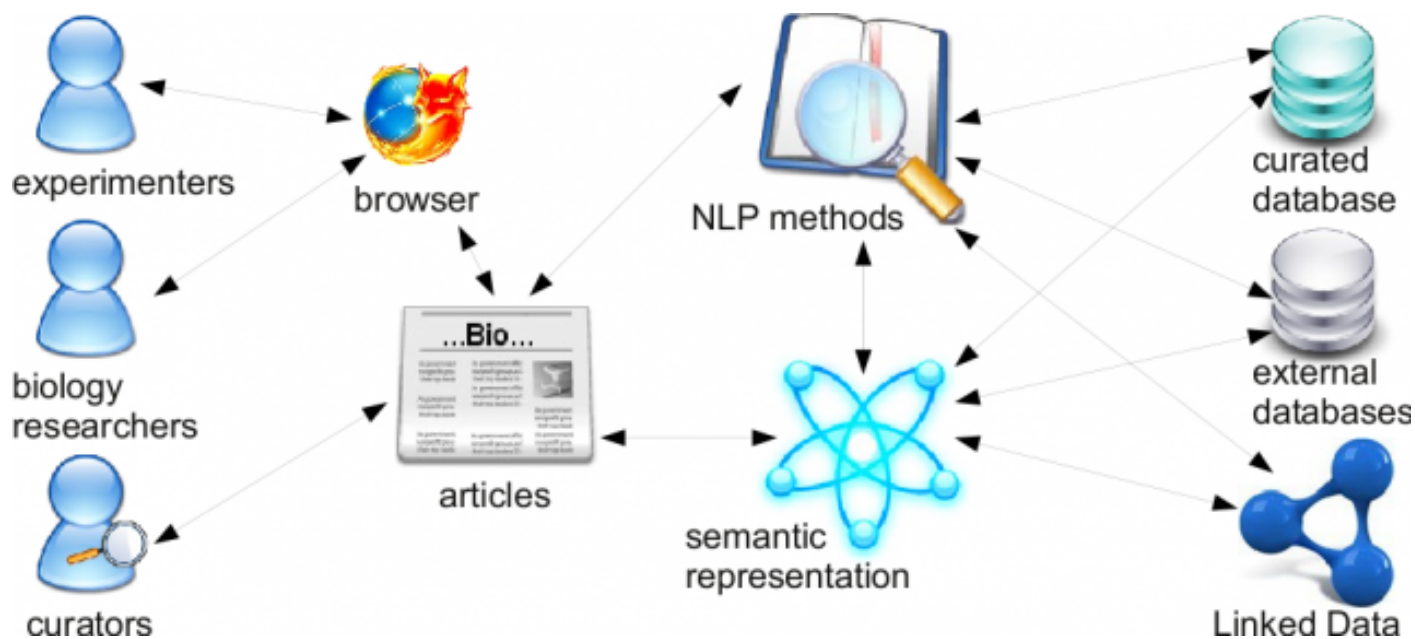 experimenters
browser
NLP methods
curated
database
biology
researchers
...Bio...
external
databases
articles
semantic
representation
curators
Linked Data